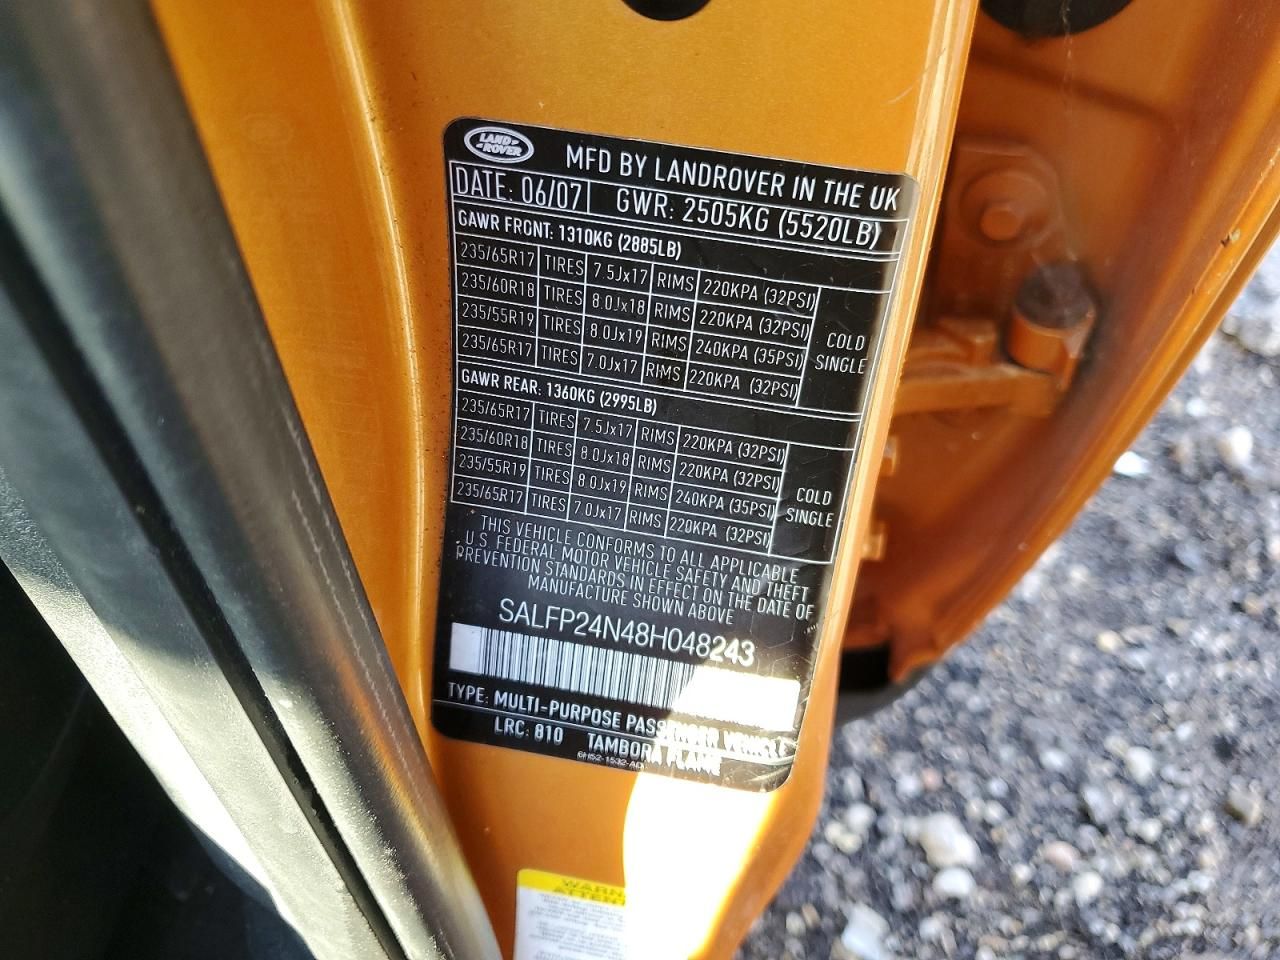 LAND ROVER
MFD BY LANDROVER IN THE UK
DATE: 06/07 GWR: 2505KG (5520LB)
GAWR FRONT: 1310KG (2885LB)
235/65R17 TIRES 7.5Jx17 RIMS 220KPA (32PSI)
235/60R18 TIRES 8.0Jx18 RIMS 220KPA (32PSI)
235/55R19 TIRES 8.0Jx19 RIMS 240KPA (35PSI)
235/65R17 TIRES 7.0Jx17 RIMS 220KPA (32PSI)
COLD
SINGLE
GAWR REAR: 1360KG (2995LB)
235/65R17 TIRES 7.5Jx17 RIMS 220KPA (32PSI)
235/60R18 TIRES 8.0Jx18 RIMS 220KPA (32PSI)
235/55R19 TIRES 8.0Jx19 RIMS 240KPA (35PSI)
235/65R17 TIRES 7.0Jx17 RIMS 220KPA (32PSI)
COLD
SINGLE
THIS VEHICLE CONFORMS TO ALL APPLICABLE
U.S FEDERAL MOTOR VEHICLE SAFETY AND THEFT
PREVENTION STANDARDS IN EFFECT ON THE DATE OF
MANUFACTURE SHOWN ABOVE
SALFP24N48H048243
TYPE: MULTI-PURPOSE PASSENGER VEHICLE
LRC: 810 TAMBORA FLAME